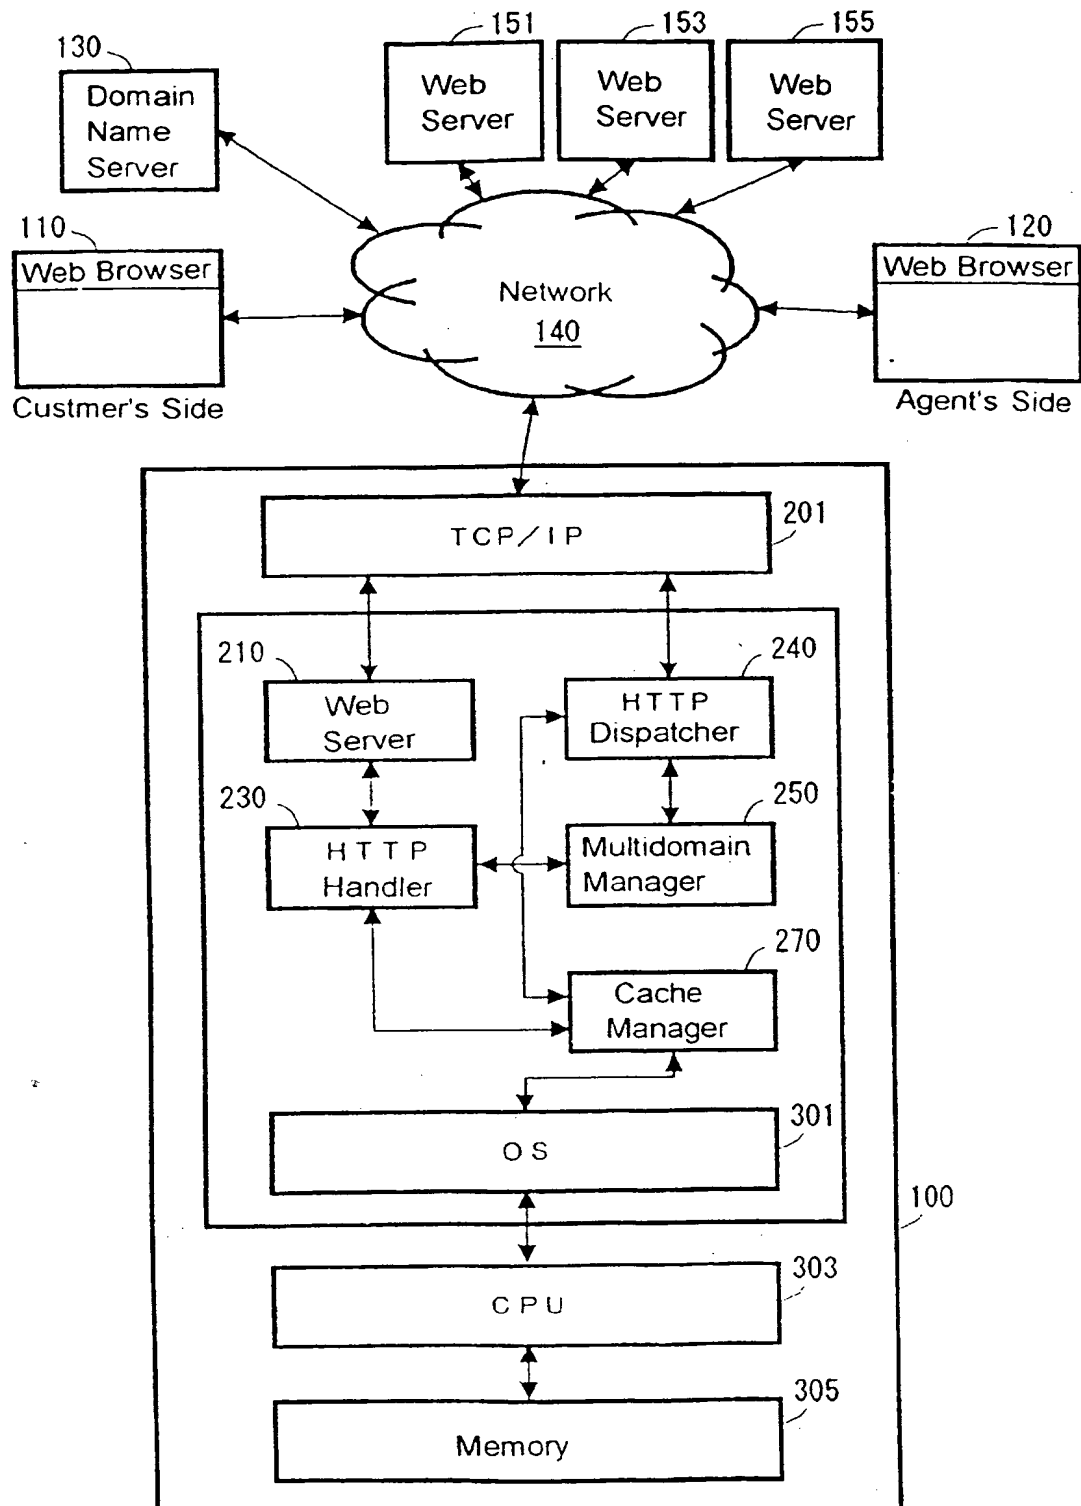 130
Domain
Name
Server
151
Web
Server
153
Web
Server
155
Web
Server
110
Web Browser
Custmer's Side
Network
140
120
Web Browser
Agent's Side
TCP/IP
201
210
Web
Server
240
HTTP
Dispatcher
230
HTTP
Handler
250
Multidomain
Manager
270
Cache
Manager
OS
301
100
CPU
303
Memory
305